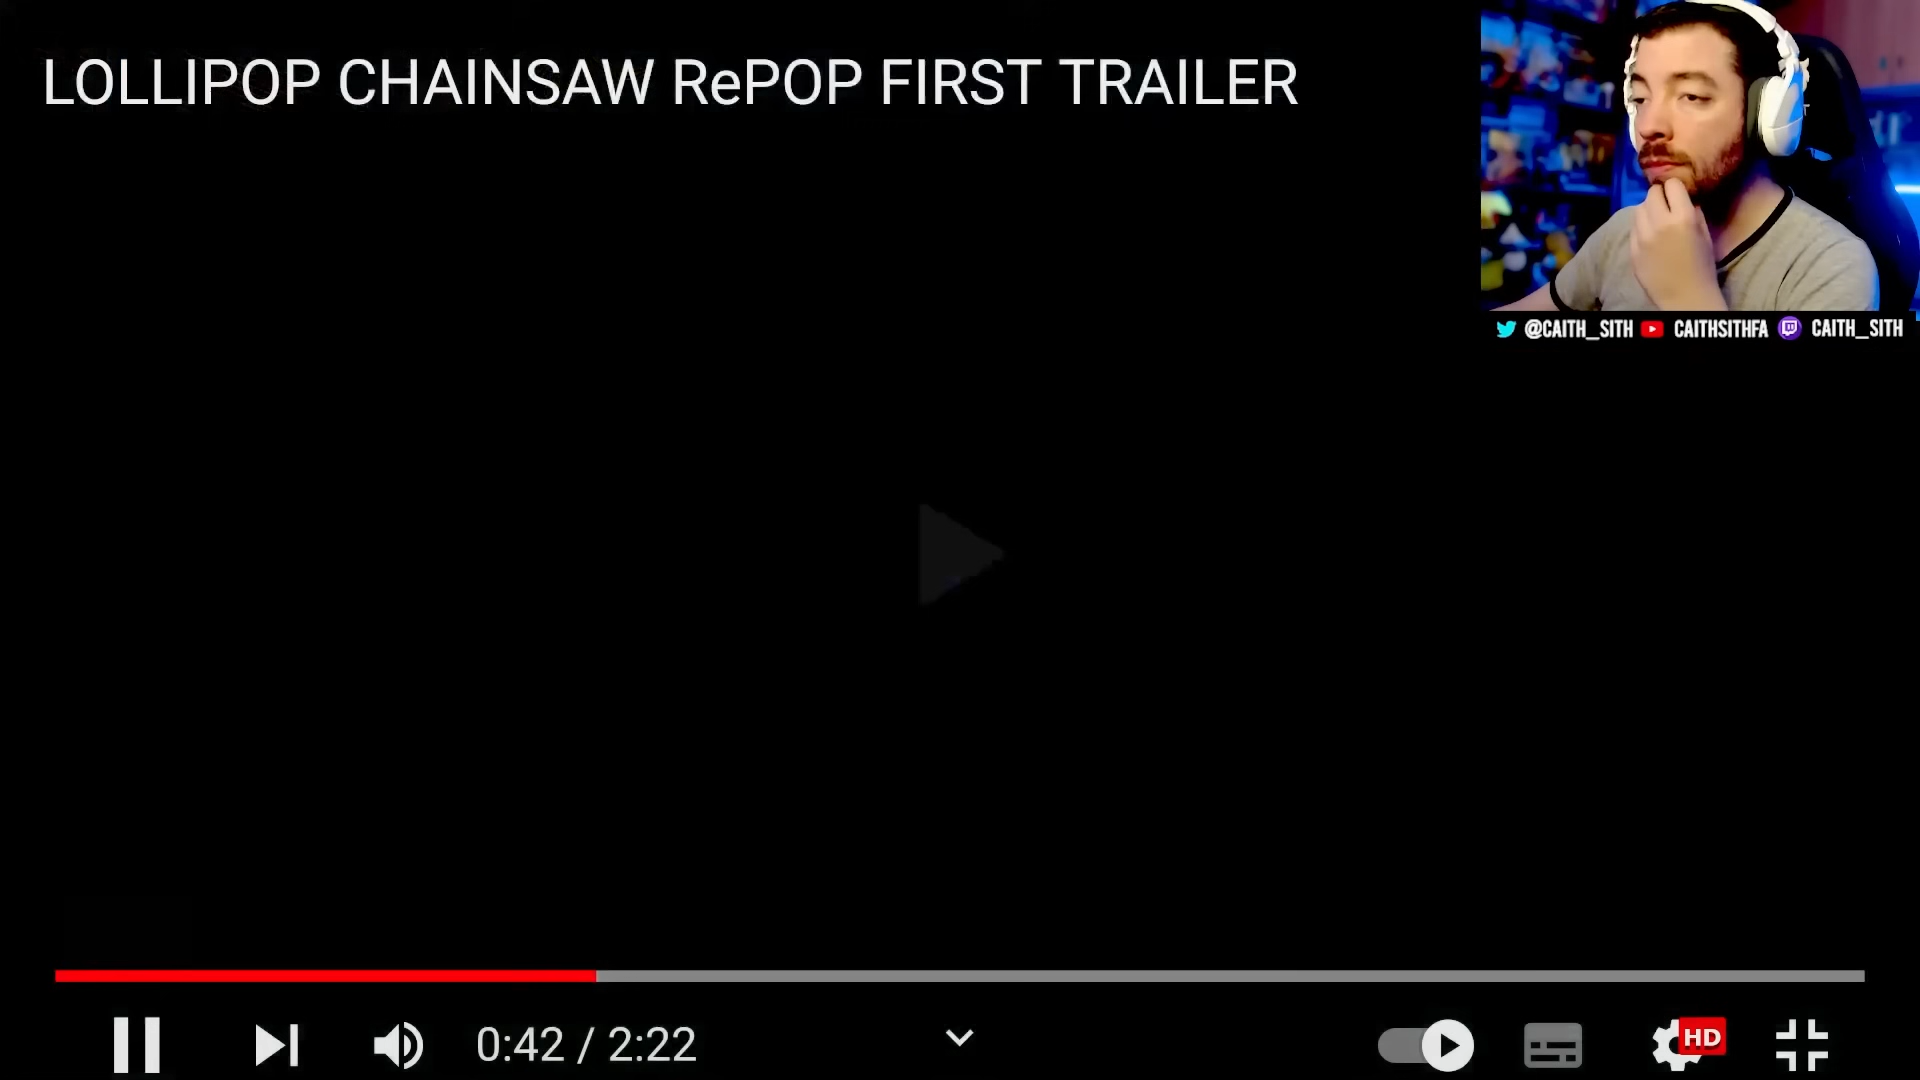 LOLLIPOP CHAINSAW RePOP FIRST TRAILER
@CAITH_SITH CAITHSITHFA CAITH_SITH
0:42 / 2:22
HD